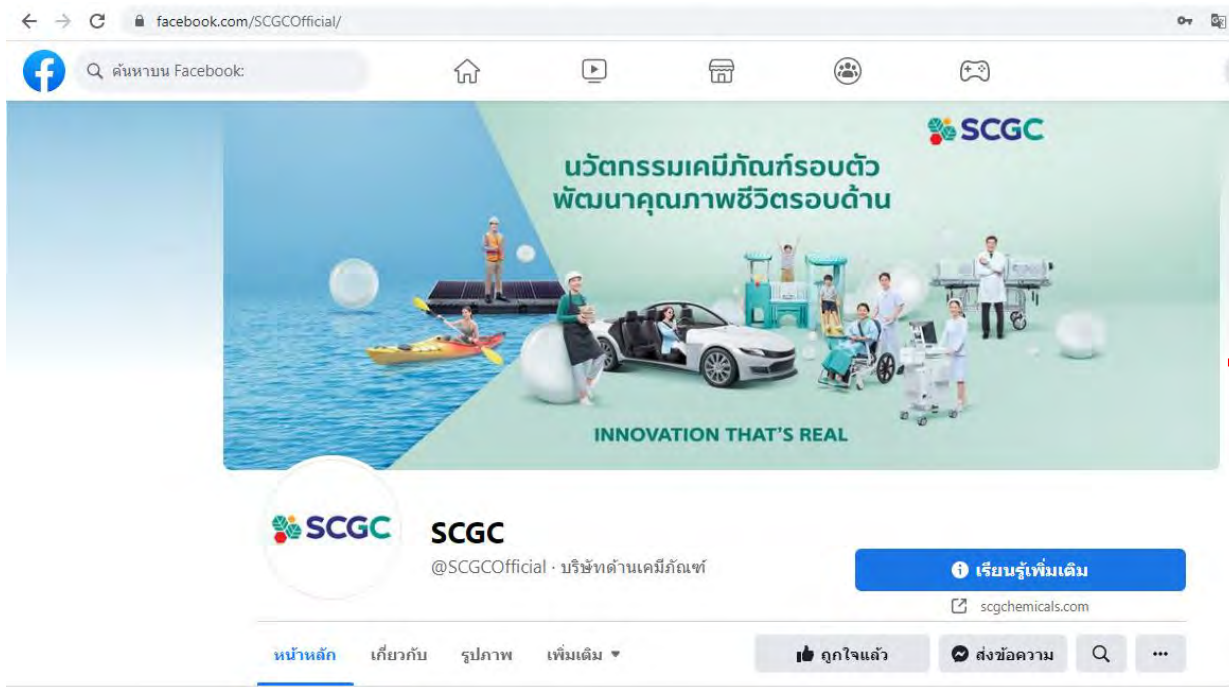 facebook.com/SCGCOfficial/
ค้นหาบน Facebook:
SCGC
นวัตกรรมเคมีภัณฑ์รอบตัว
พัฒนาคุณภาพชีวิตรอบด้าน
INNOVATION THAT'S REAL
SCGC
SCGC
@SCGCOfficial · บริษัทด้านเคมีภัณฑ์
เรียนรู้เพิ่มเติม
scgchemicals.com
หน้าหลัก เกี่ยวกับ รูปภาพ เพิ่มเติม ถูกใจแล้ว ส่งข้อความ